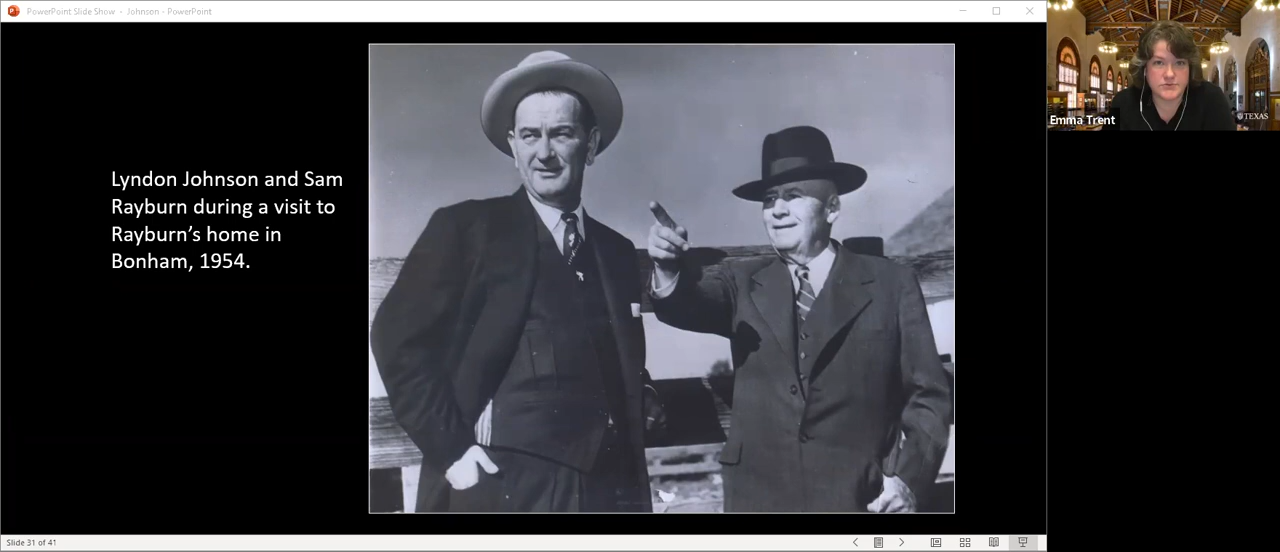 PowerPoint Slide Show - Johnson - PowerPoint
Emma Trent
TEXAS
Lyndon Johnson and Sam
Rayburn during a visit to
Rayburn’s home in
Bonham, 1954.
Slide 31 of 41